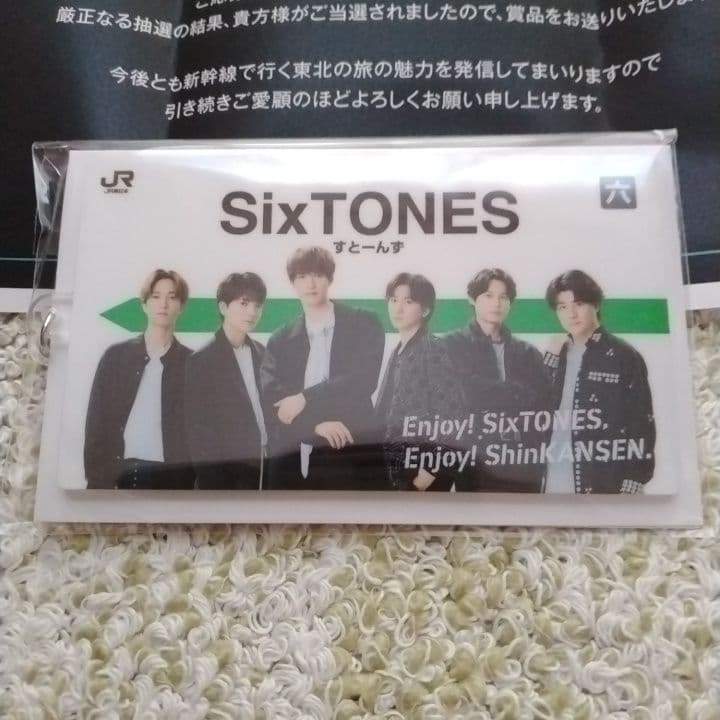 厳正なる抽選の結果、貴方様がご当選されましたので、賞品をお送りいたしま
今後とも新幹線で行く東北の旅の魅力を発信してまいりますので
引き続きご愛顧のほどよろしくお願い申し上げます。
JR
JR東日本
六
SixTONES
すとーんず
Enjoy! SixTONES,
Enjoy! ShinKANSEN.